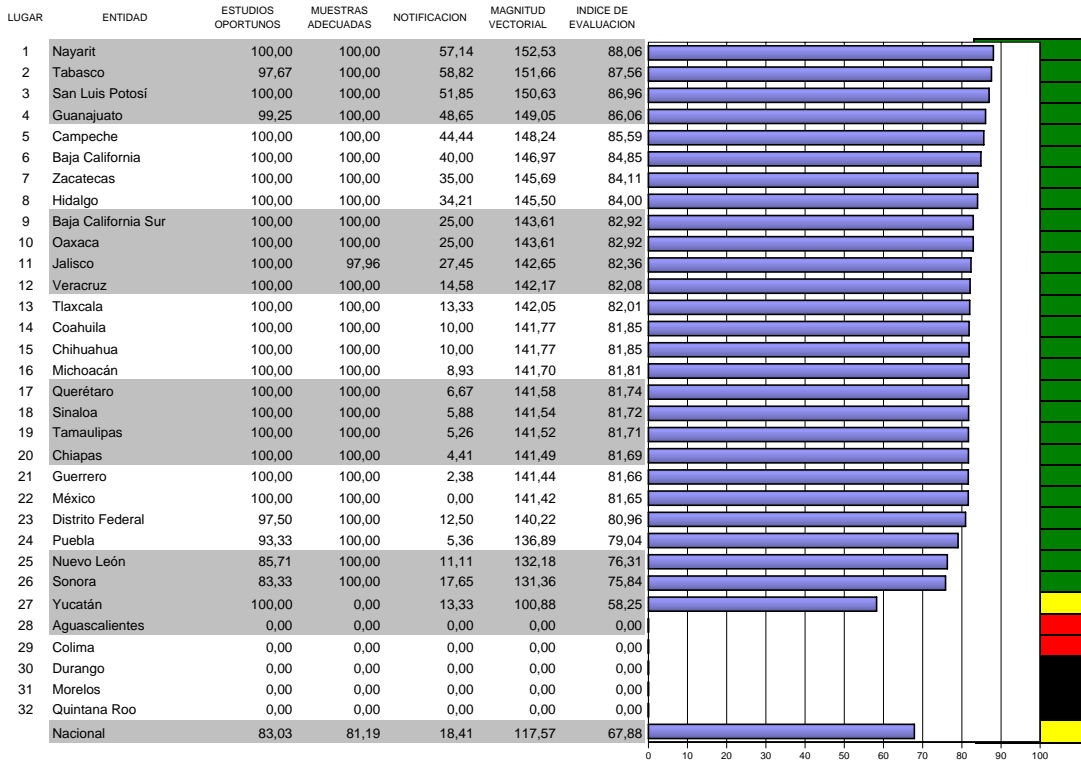 LUGAR ENTIDAD ESTUDIOS OPORTUNOS MUESTRAS ADECUADAS NOTIFICACION MAGNITUD VECTORIAL INDICE DE EVALUACION
1 Nayarit 100,00 100,00 57,14 152,53 88,06
2 Tabasco 97,67 100,00 58,82 151,66 87,56
3 San Luis Potosí 100,00 100,00 51,85 150,63 86,96
4 Guanajuato 99,25 100,00 48,65 149,05 86,06
5 Campeche 100,00 100,00 44,44 148,24 85,59
6 Baja California 100,00 100,00 40,00 146,97 84,85
7 Zacatecas 100,00 100,00 35,00 145,69 84,11
8 Hidalgo 100,00 100,00 34,21 145,50 84,00
9 Baja California Sur 100,00 100,00 25,00 143,61 82,92
10 Oaxaca 100,00 100,00 25,00 143,61 82,92
11 Jalisco 100,00 97,96 27,45 142,65 82,36
12 Veracruz 100,00 100,00 14,58 142,17 82,08
13 Tlaxcala 100,00 100,00 13,33 142,05 82,01
14 Coahuila 100,00 100,00 10,00 141,77 81,85
15 Chihuahua 100,00 100,00 10,00 141,77 81,85
16 Michoacán 100,00 100,00 8,93 141,70 81,81
17 Querétaro 100,00 100,00 6,67 141,58 81,74
18 Sinaloa 100,00 100,00 5,88 141,54 81,72
19 Tamaulipas 100,00 100,00 5,26 141,52 81,71
20 Chiapas 100,00 100,00 4,41 141,49 81,69
21 Guerrero 100,00 100,00 2,38 141,44 81,66
22 México 100,00 100,00 0,00 141,42 81,65
23 Distrito Federal 97,50 100,00 12,50 140,22 80,96
24 Puebla 93,33 100,00 5,36 136,89 79,04
25 Nuevo León 85,71 100,00 11,11 132,18 76,31
26 Sonora 83,33 100,00 17,65 131,36 75,84
27 Yucatán 100,00 0,00 13,33 100,88 58,25
28 Aguascalientes 0,00 0,00 0,00 0,00 0,00
29 Colima 0,00 0,00 0,00 0,00 0,00
30 Durango 0,00 0,00 0,00 0,00 0,00
31 Morelos 0,00 0,00 0,00 0,00 0,00
32 Quintana Roo 0,00 0,00 0,00 0,00 0,00
Nacional 83,03 81,19 18,41 117,57 67,88
0 10 20 30 40 50 60 70 80 90 100